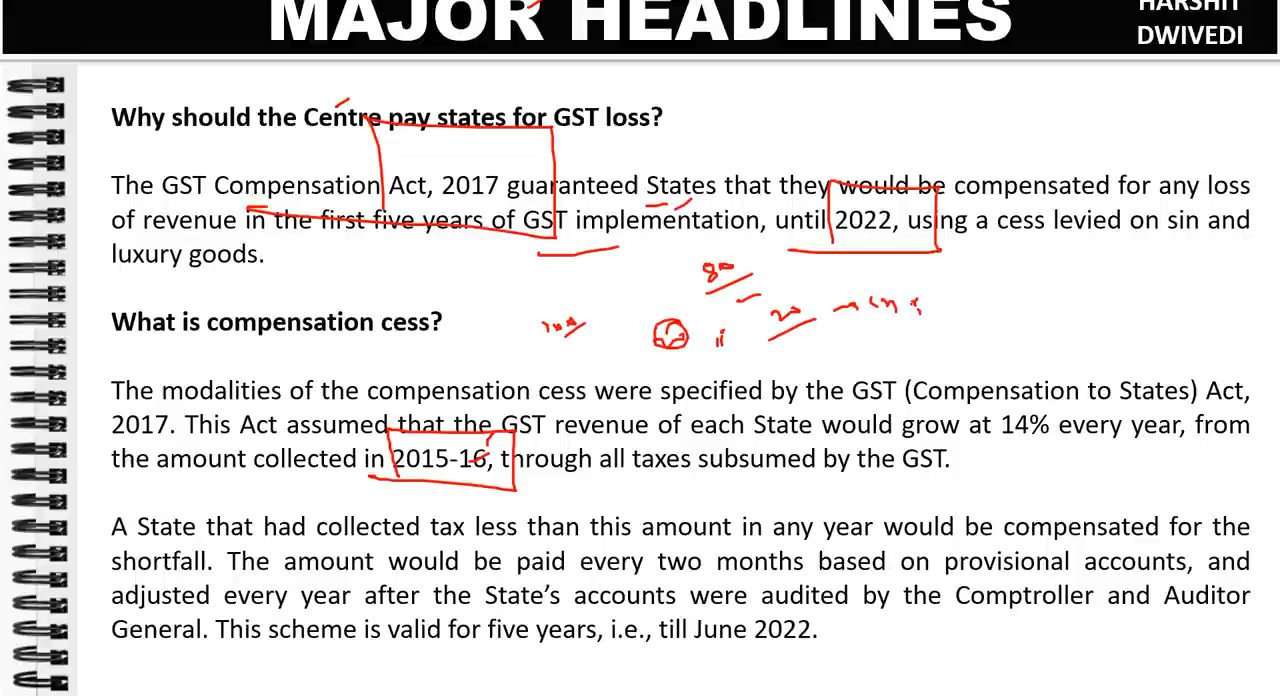 MAJOR HEADLINES
HARSHIT
DWIVEDI
Why should the Centre pay states for GST loss?
The GST Compensation Act, 2017 guaranteed States that they would be compensated for any loss
of revenue in the first five years of GST implementation, until 2022, using a cess levied on sin and
luxury goods.
80
What is compensation cess?
20
The modalities of the compensation cess were specified by the GST (Compensation to States) Act,
2017. This Act assumed that the GST revenue of each State would grow at 14% every year, from
the amount collected in 2015-16, through all taxes subsumed by the GST.
A State that had collected tax less than this amount in any year would be compensated for the
shortfall. The amount would be paid every two months based on provisional accounts, and
adjusted every year after the State’s accounts were audited by the Comptroller and Auditor
General. This scheme is valid for five years, i.e., till June 2022.